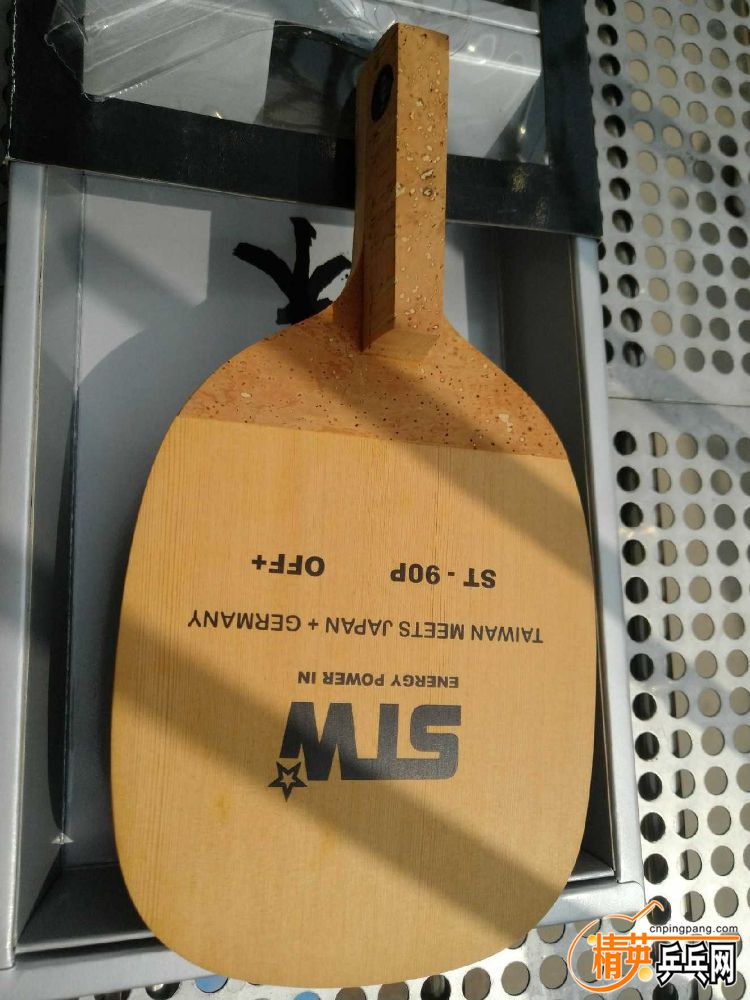 STW
ENERGY POWER IN
TAIWAN MEETS JAPAN + GERMANY
ST - 90P OFF+
cnpingpang.com
精英乒乓网